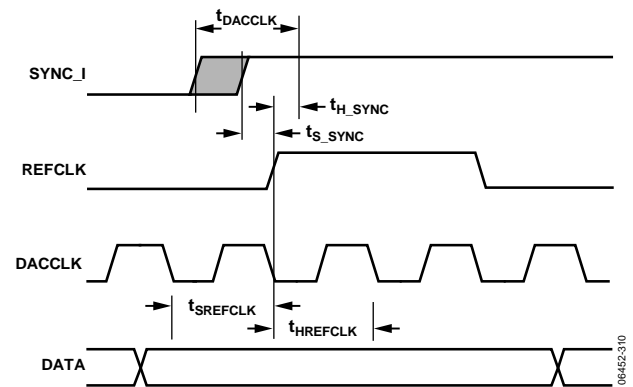 tDACCLK
SYNC_I
tH_SYNC
tS_SYNC
REFCLK
DACCLK
tSREFCLK
tHREFCLK
DATA
06452-310